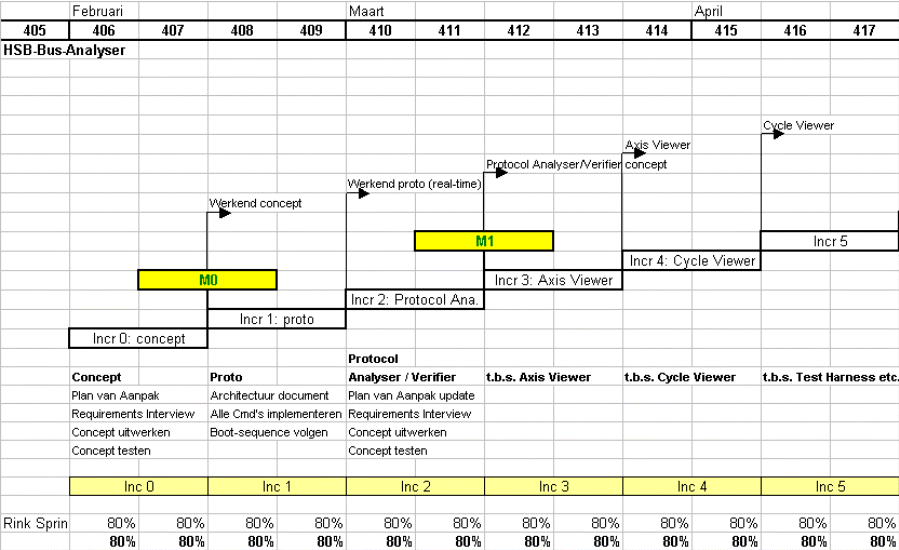 Februari Maart April
405 406 407 408 409 410 411 412 413 414 415 416 417
HSB-Bus-Analyser
Cycle Viewer
Axis Viewer
Protocol Analyser/Verifier concept
Werkend proto (real-time)
Werkend concept
M1 Incr 5
Incr 4: Cycle Viewer
M0 Incr 3: Axis Viewer
Incr 2: Protocol Ana.
Incr 1: proto
Incr 0: concept
Protocol
Concept Proto Analyser / Verifier t.b.s. Axis Viewer t.b.s. Cycle Viewer t.b.s. Test Harness etc.
Plan van Aanpak Architectuur document Plan van Aanpak update
Requirements Interview Alle Cmd's implementeren Requirements Interview
Concept uitwerken Boot-sequence volgen Concept uitwerken
Concept testen Concept testen
Inc 0 Inc 1 Inc 2 Inc 3 Inc 4 Inc 5
Rink Sprin 80% 80% 80% 80% 80% 80% 80% 80% 80% 80% 80% 80%
80% 80% 80% 80% 80% 80% 80% 80% 80% 80% 80% 80%